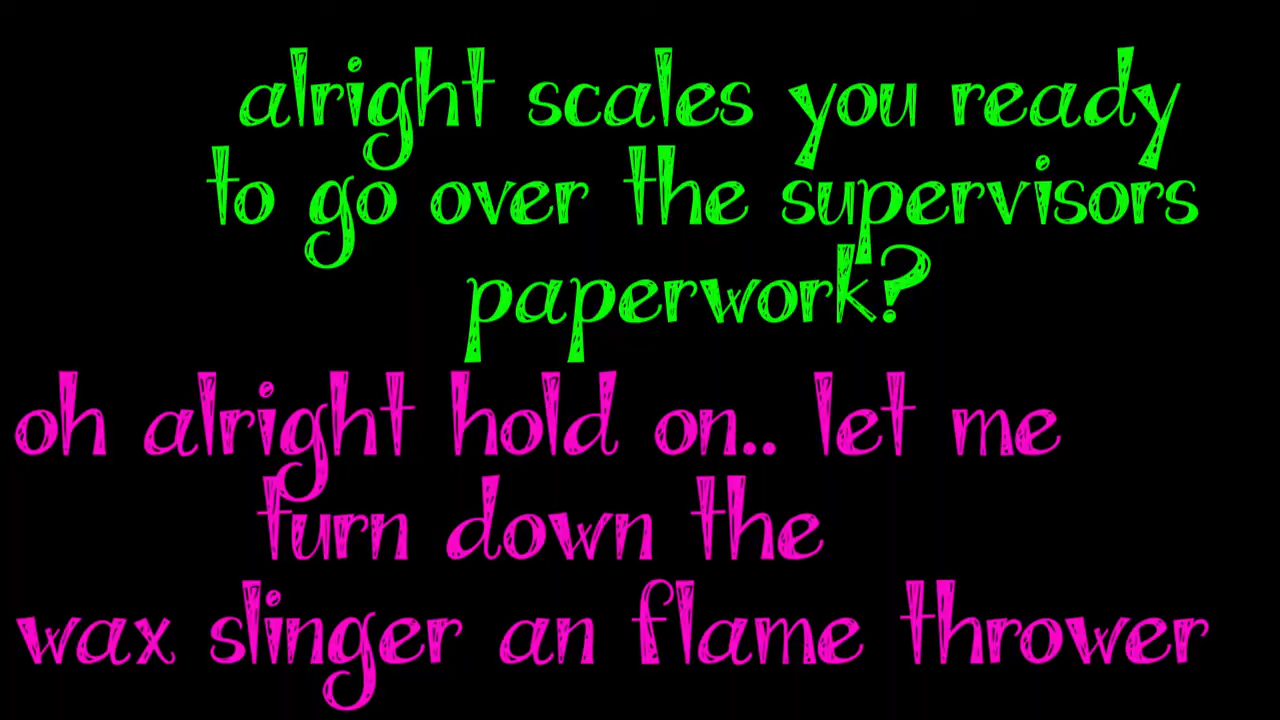 alright scales you ready
to go over the supervisors
paperwork?
oh alright hold on.. let me
turn down the
wax slinger an flame thrower